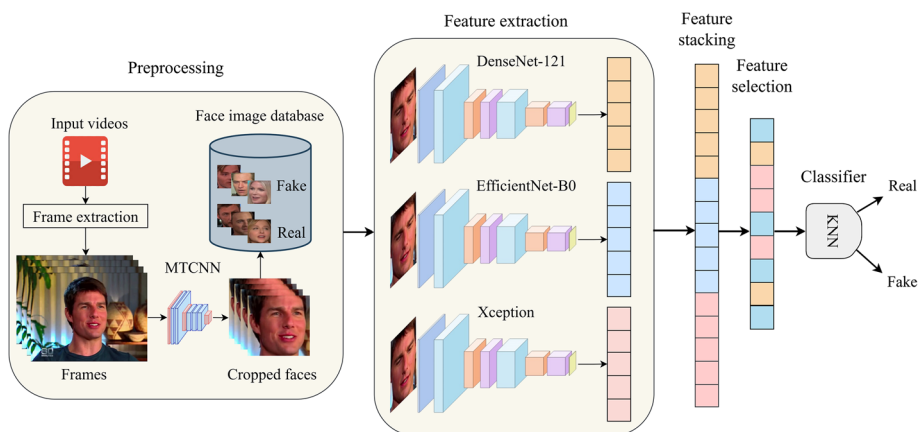 Preprocessing
Input videos
Frame extraction
Frames
MTCNN
Cropped faces
Face image database
Fake
Real
Feature extraction
DenseNet-121
EfficientNet-B0
Xception
Feature
stacking
Feature
selection
Classifier
KNN
Real
Fake